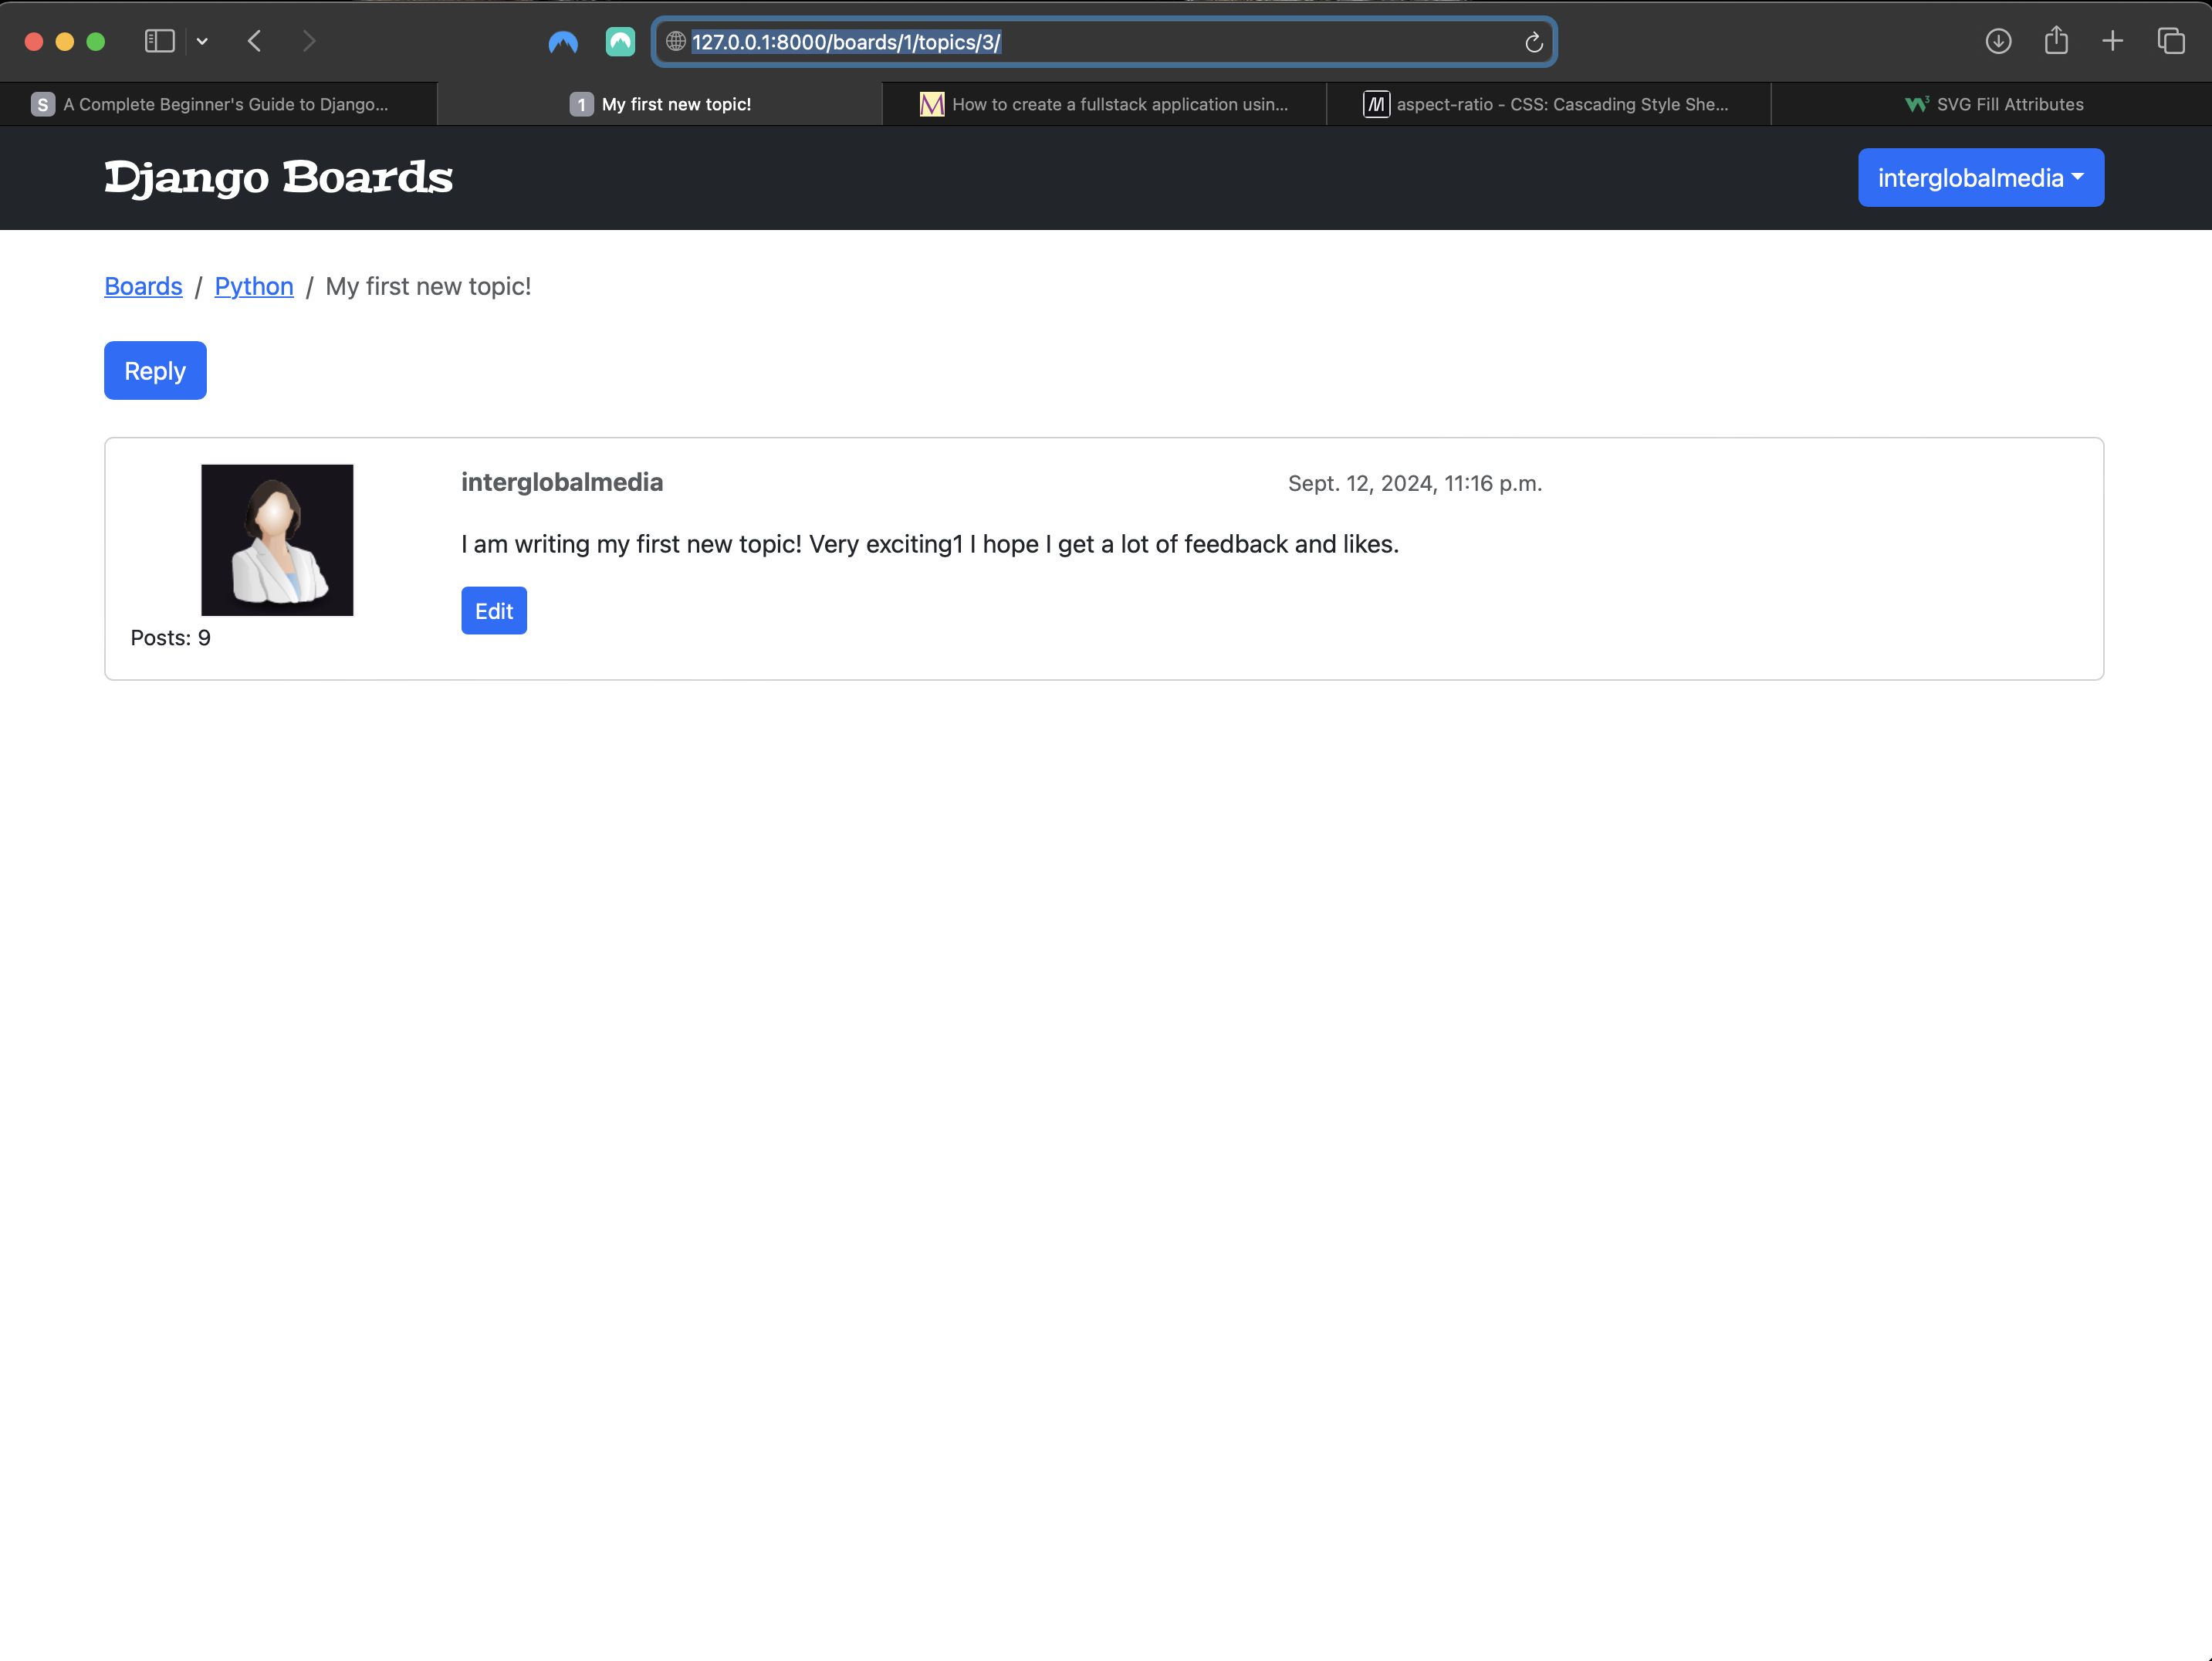 127.0.0.1:8000/boards/1/topics/3/
S A Complete Beginner's Guide to Django...
1 My first new topic!
How to create a fullstack application usin...
aspect-ratio - CSS: Cascading Style She...
SVG Fill Attributes
Django Boards
interglobalmedia
Boards / Python / My first new topic!
Reply
interglobalmedia
Sept. 12, 2024, 11:16 p.m.
I am writing my first new topic! Very exciting1 I hope I get a lot of feedback and likes.
Edit
Posts: 9